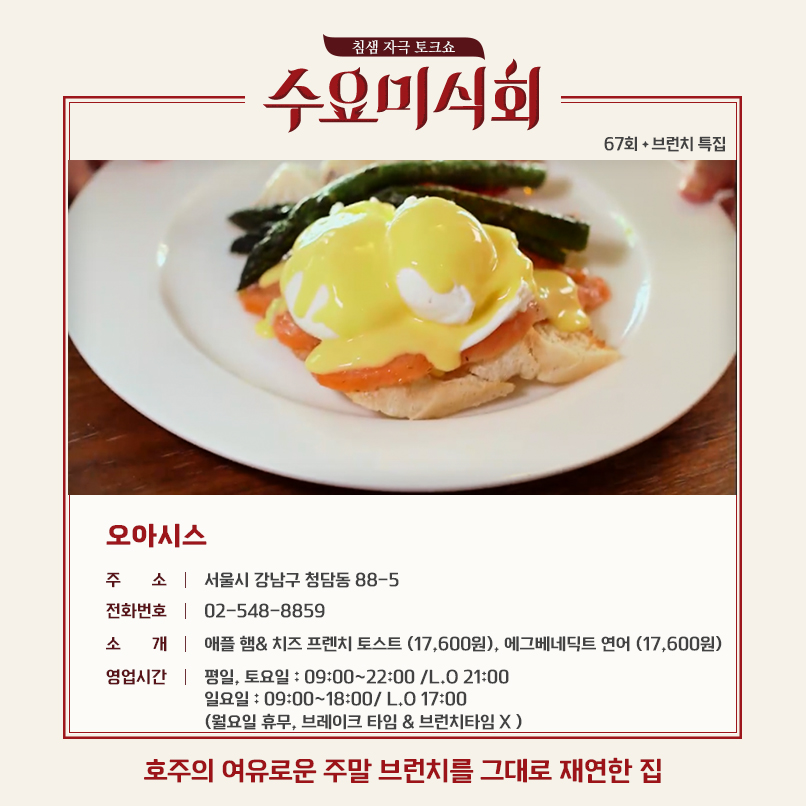 침샘 자극 토크쇼
수요미식회
67회 • 브런치 특집
오아시스
주 소 | 서울시 강남구 청담동 88-5
전화번호 | 02-548-8859
소 개 | 애플 햄& 치즈 프렌치 토스트 (17,600원), 에그베네딕트 연어 (17,600원)
영업시간 | 평일, 토요일 : 09:00~22:00 /L.O 21:00
일요일 : 09:00~18:00/ L.O 17:00
(월요일 휴무, 브레이크 타임 & 브런치타임 X )
호주의 여유로운 주말 브런치를 그대로 재연한 집